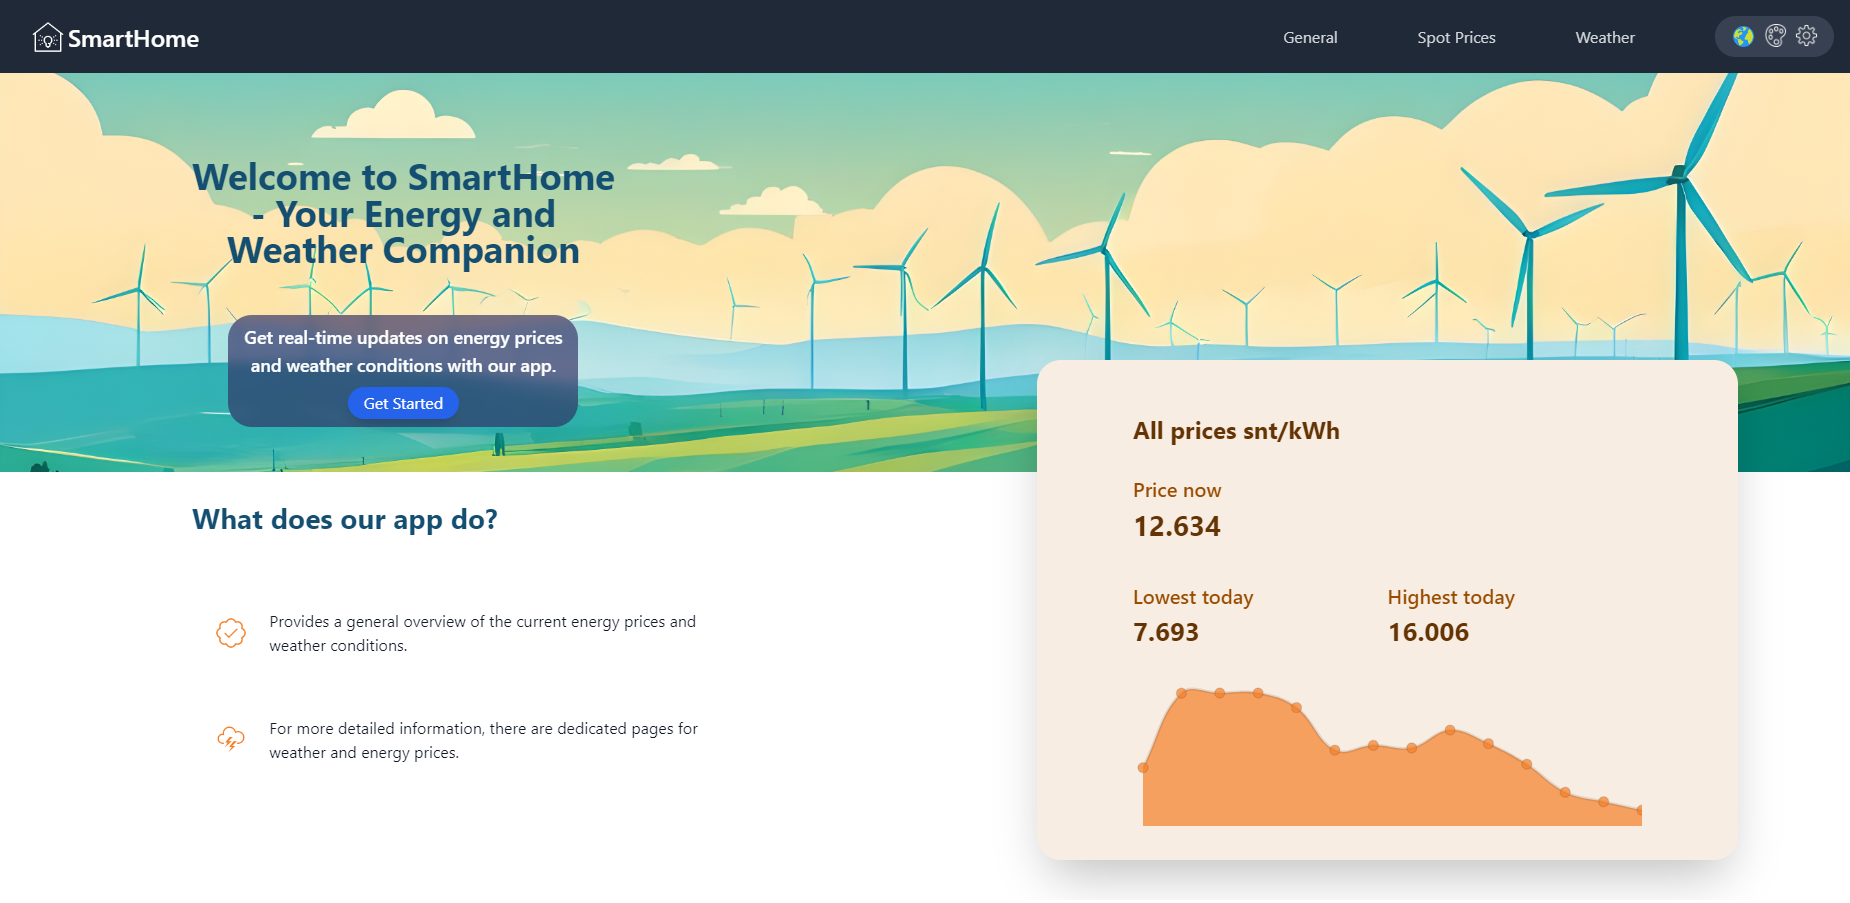 SmartHome
General
Spot Prices
Weather
Welcome to SmartHome
- Your Energy and
Weather Companion
Get real-time updates on energy prices
and weather conditions with our app.
Get Started
What does our app do?
Provides a general overview of the current energy prices and
weather conditions.
For more detailed information, there are dedicated pages for
weather and energy prices.
All prices snt/kWh
Price now
12.634
Lowest today
7.693
Highest today
16.006